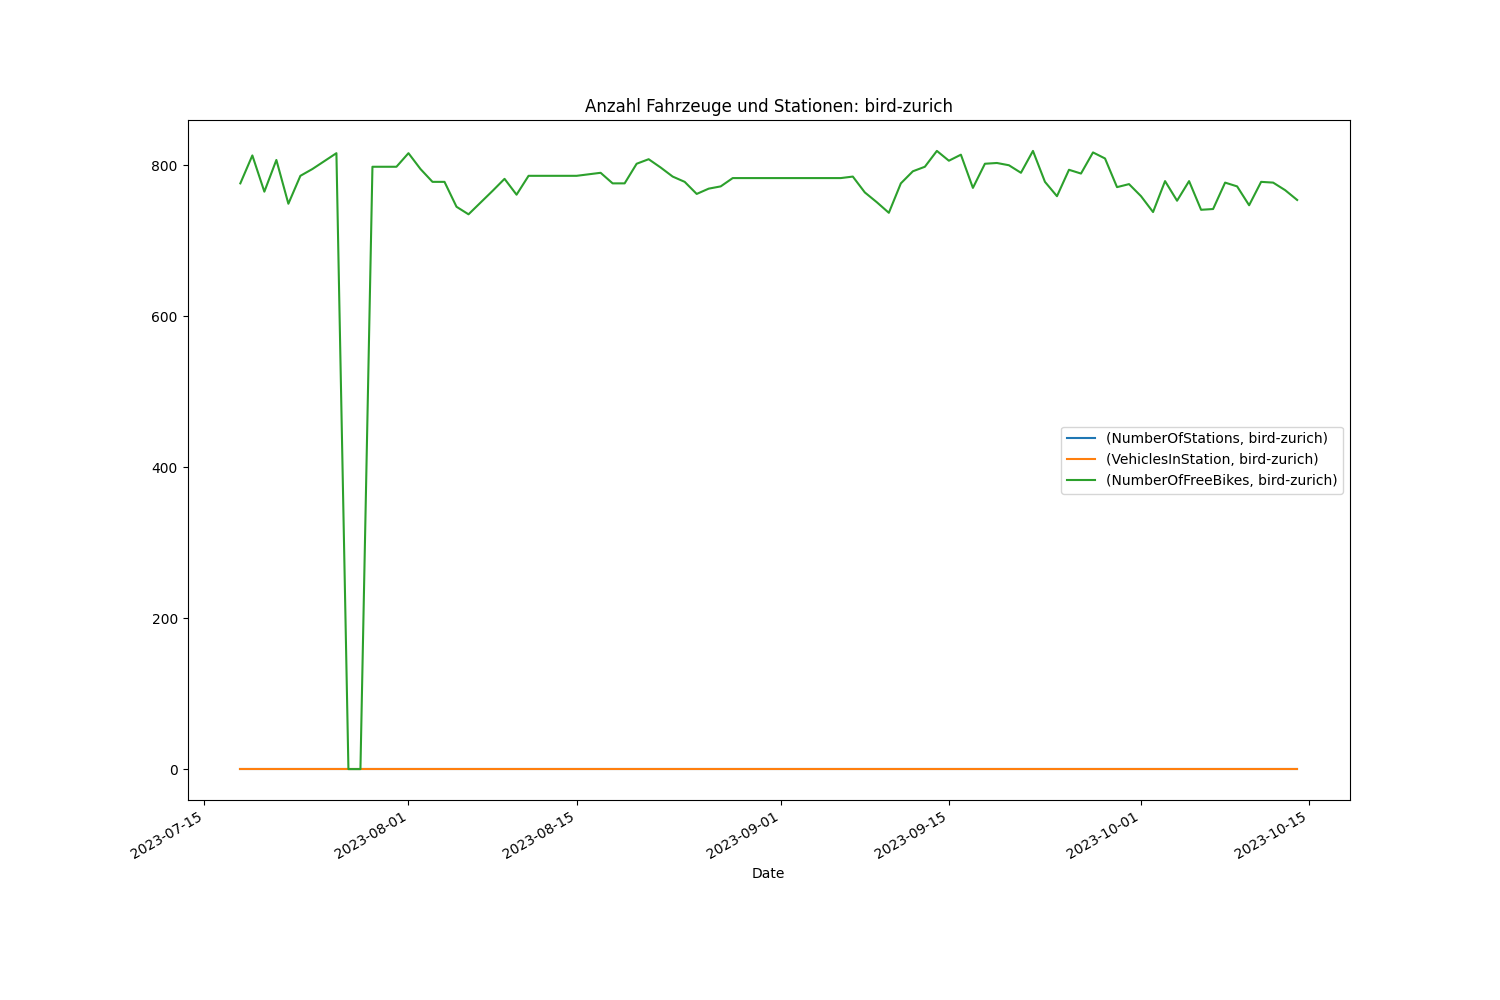 Anzahl Fahrzeuge und Stationen: bird-zurich
800
600
400
200
0
(NumberOfStations, bird-zurich)
(VehiclesInStation, bird-zurich)
(NumberOfFreeBikes, bird-zurich)
2023-07-15
2023-08-01
2023-08-15
2023-09-01
2023-09-15
2023-10-01
2023-10-15
Date